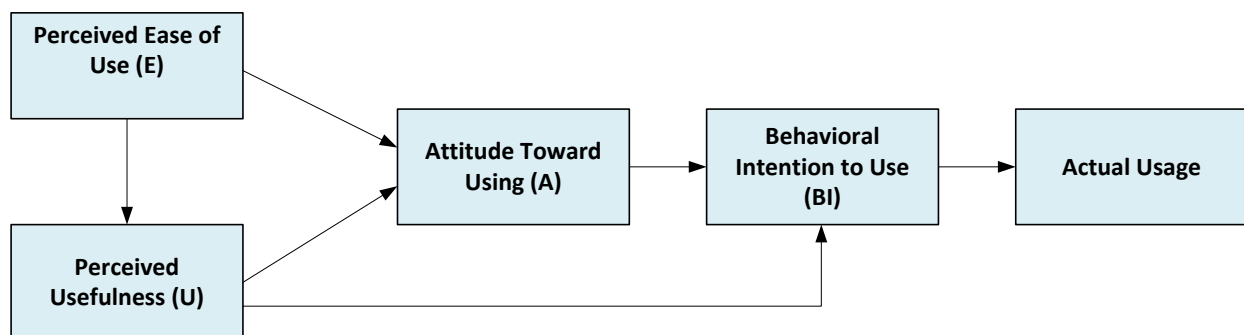 Perceived Ease of
Use (E)
Perceived
Usefulness (U)
Attitude Toward
Using (A)
Behavioral
Intention to Use
(BI)
Actual Usage